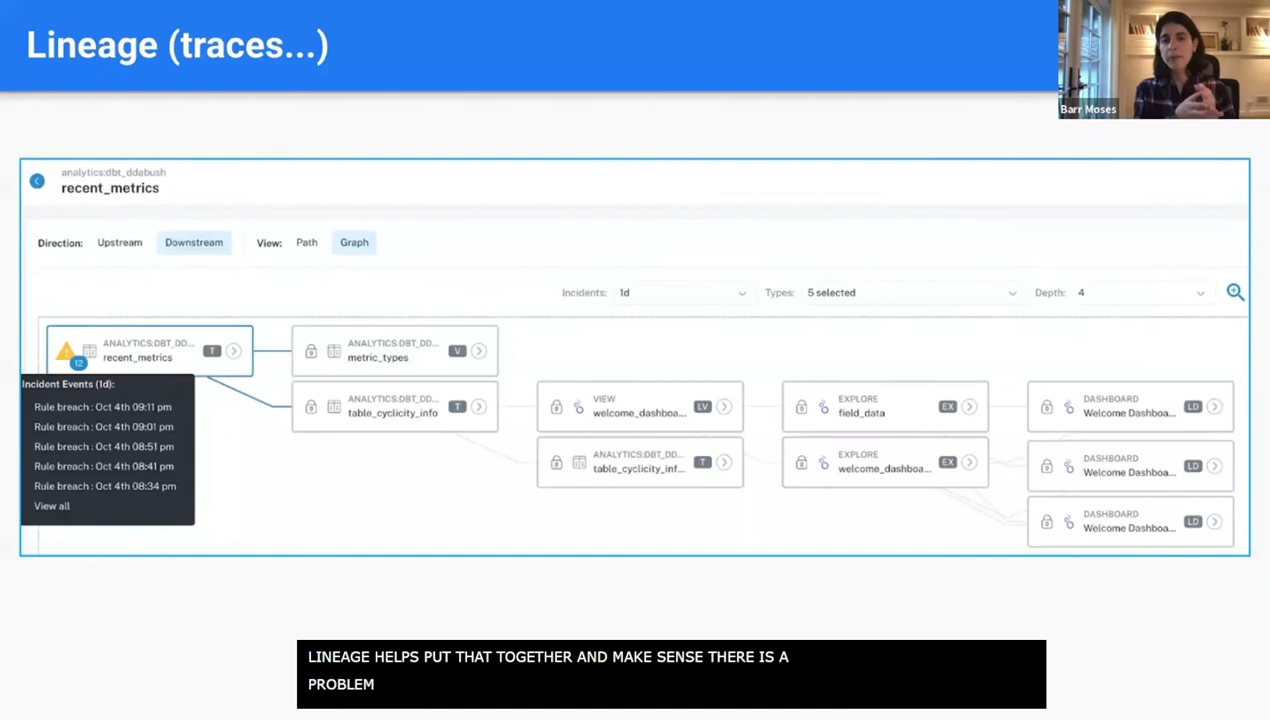 Lineage (traces...)
Barr Moses
analytics:dbt_ddabush
recent_metrics
Direction: Upstream Downstream View: Path Graph
Incidents: 1d Types: 5 selected Depth: 4
ANALYTICS:DBT_DO...
recent_metrics
T
12
ANALYTICS:DBT_DD...
metric_types
V
Incident Events (1d):
Rule breach : Oct 4th 09:11 pm
Rule breach : Oct 4th 09:01 pm
Rule breach : Oct 4th 08:51 pm
Rule breach : Oct 4th 08:41 pm
Rule breach : Oct 4th 08:34 pm
View all
ANALYTICS:DBT_DD...
table_cyclicity_info
T
VIEW
welcome_dashboa...
LV
EXPLORE
field_data
EX
DASHBOARD
Welcome Dashboa...
LD
ANALYTICS:DBT_DD...
table_cyclicity_inf...
T
EXPLORE
welcome_dashboa...
EX
DASHBOARD
Welcome Dashboa...
LD
DASHBOARD
Welcome Dashboa...
LD
LINEAGE HELPS PUT THAT TOGETHER AND MAKE SENSE THERE IS A
PROBLEM